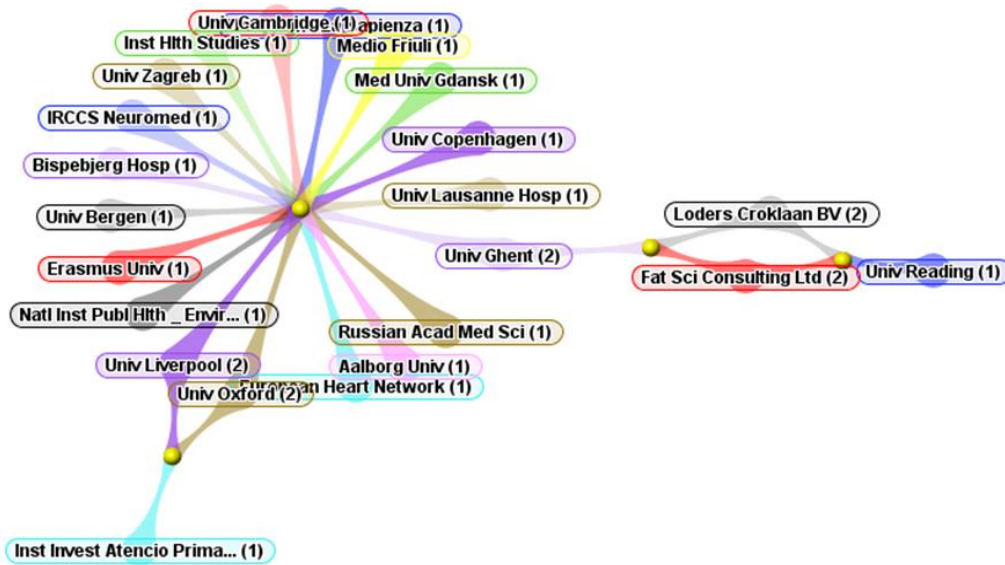 Univ Cambridge (1)
apienza (1)
Inst Hlth Studies (1)
Medio Friuli (1)
Univ Zagreb (1)
Med Univ Gdansk (1)
IRCCS Neuromed (1)
Univ Copenhagen (1)
Bispebjerg Hosp (1)
Univ Lausanne Hosp (1)
Univ Bergen (1)
Loders Croklaan BV (2)
Univ Ghent (2)
Erasmus Univ (1)
Fat Sci Consulting Ltd (2)
Univ Reading (1)
Natl Inst Publ Hlth _ Envir... (1)
Russian Acad Med Sci (1)
Univ Liverpool (2)
Aalborg Univ (1)
European Heart Network (1)
Univ Oxford (2)
Inst Invest Atencio Prima... (1)